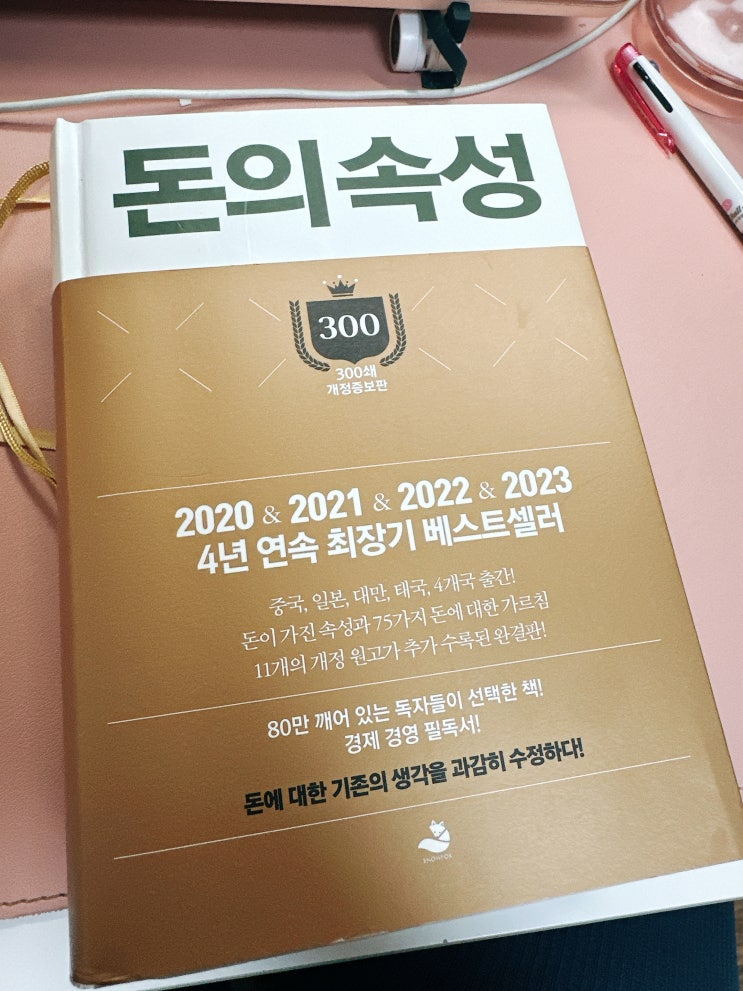 돈의 속성
300
300쇄
개정증보판
2020 & 2021 & 2022 & 2023
4년 연속 최장기 베스트셀러
중국, 일본, 대만, 태국, 4개국 출간!
돈이 가진 속성과 75가지 돈에 대한 가르침
11개의 개정 원고가 추가 수록된 완결판!
80만 깨어 있는 독자들이 선택한 책!
경제 경영 필독서!
돈에 대한 기존의 생각을 과감히 수정하다!
SNOWFOX